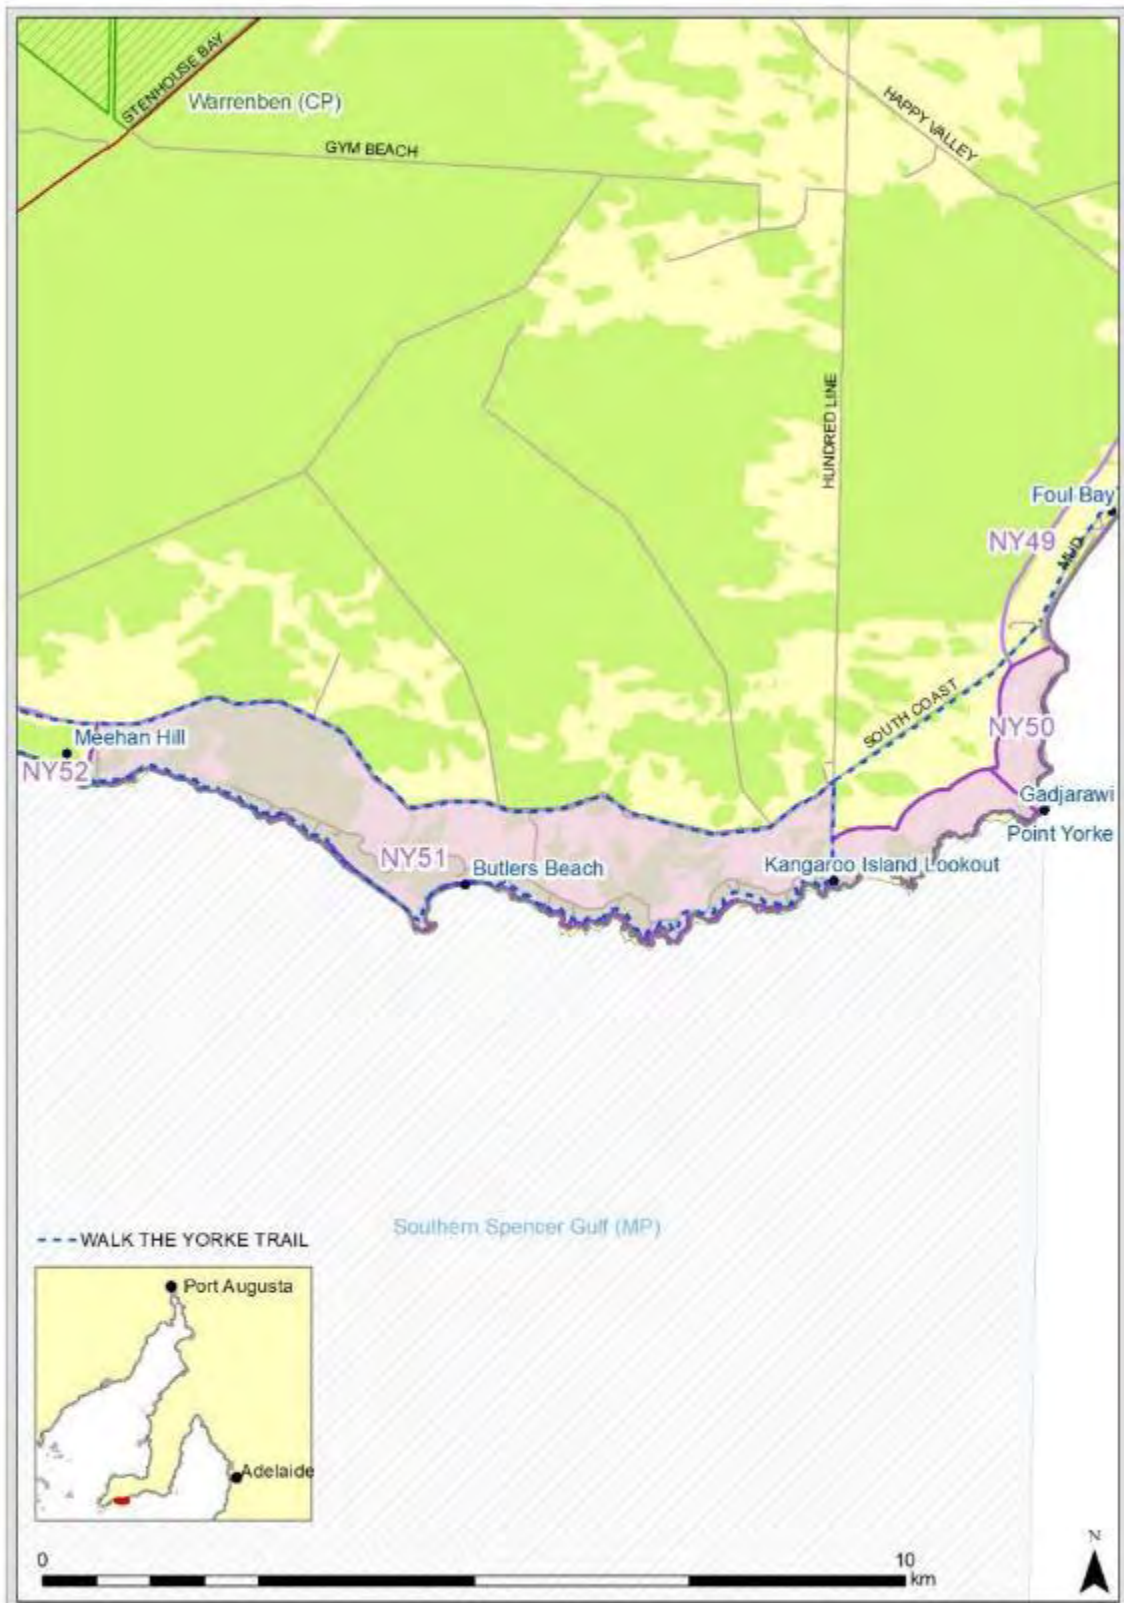 STENHOUSE BAY
Warrenben (CP)
GYM BEACH
HAPPY VALLEY
HUNDRED LINE
Foul Bay
NY49
MUD
SOUTH COAST
NY50
Meehan Hill
NY52
Gadjarawi
Point Yorke
NY51
Butlers Beach
Kangaroo Island Lookout
Southern Spencer Gulf (MP)
WALK THE YORKE TRAIL
Port Augusta
Adelaide
N
0
10
km